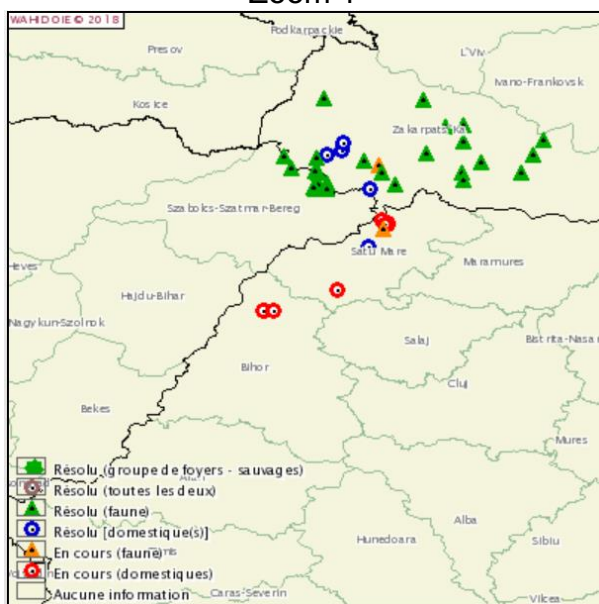 WAHID OIE © 2018
Podkarpackie
Presov
L'Viv
Ivano-Frankovsk
Kosice
Zakarpats'Ka
Szabolcs-Szatmar-Bereg
Satu Mare
Maramures
Heves
Hajdu-Bihar
Nagykun-Szolnok
Salaj
Bistrita-Nasa
Bihor
Cluj
Bekes
Mures
Résolu (groupe de foyers - sauvages)
Résolu (toutes les deux)
Résolu (faune)
Résolu [domestique(s)]
En cours (faune)
En cours (domestiques)
Aucune information
Alba
Hunedoara
Sibiu
Caras-Severin
Vilcea